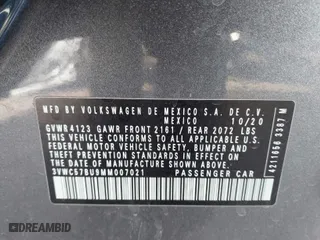 MFD. BY VOLKSWAGEN DE MEXICO S.A. DE C.V.
MEXICO 10/20
GVWR 4123 GAWR FRONT 2161 / REAR 2072 LBS
THIS VEHICLE CONFORMS TO ALL APPLICABLE U.S.
FEDERAL MOTOR VEHICLE SAFETY, BUMPER, AND
THEFT PREVENTION STANDARDS IN EFFECT ON
THE DATE OF MANUFACTURE SHOWN ABOVE.
3VWC57BU9MM007021 PASSENGER CAR
4211656 3387 M